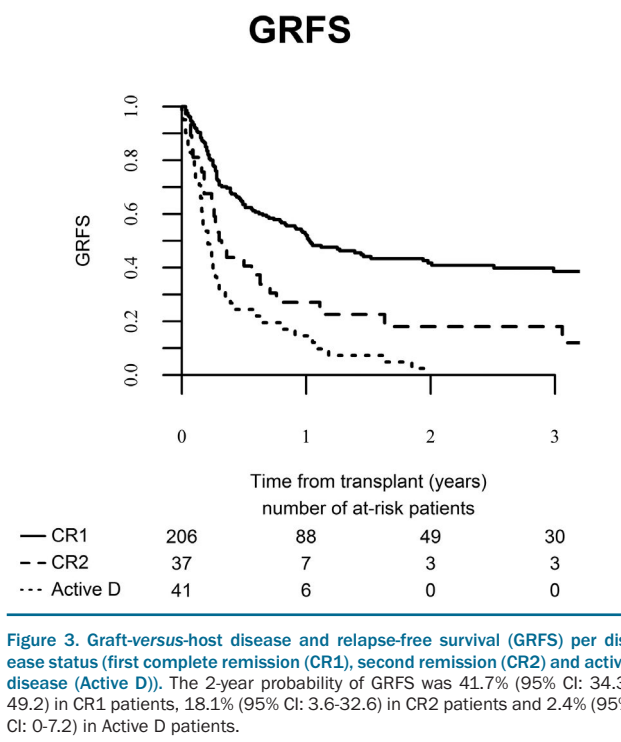 GRFS
GRFS
1.0
0.8
0.6
0.4
0.2
0.0
0 1 2 3
Time from transplant (years)
number of at-risk patients
CR1 206 88 49 30
CR2 37 7 3 3
Active D 41 6 0 0
Figure 3. Graft-versus-host disease and relapse-free survival (GRFS) per dis-
ease status (first complete remission (CR1), second remission (CR2) and activ
disease (Active D)). The 2-year probability of GRFS was 41.7% (95% CI: 34.3
49.2) in CR1 patients, 18.1% (95% CI: 3.6-32.6) in CR2 patients and 2.4% (95%
CI: 0-7.2) in Active D patients.